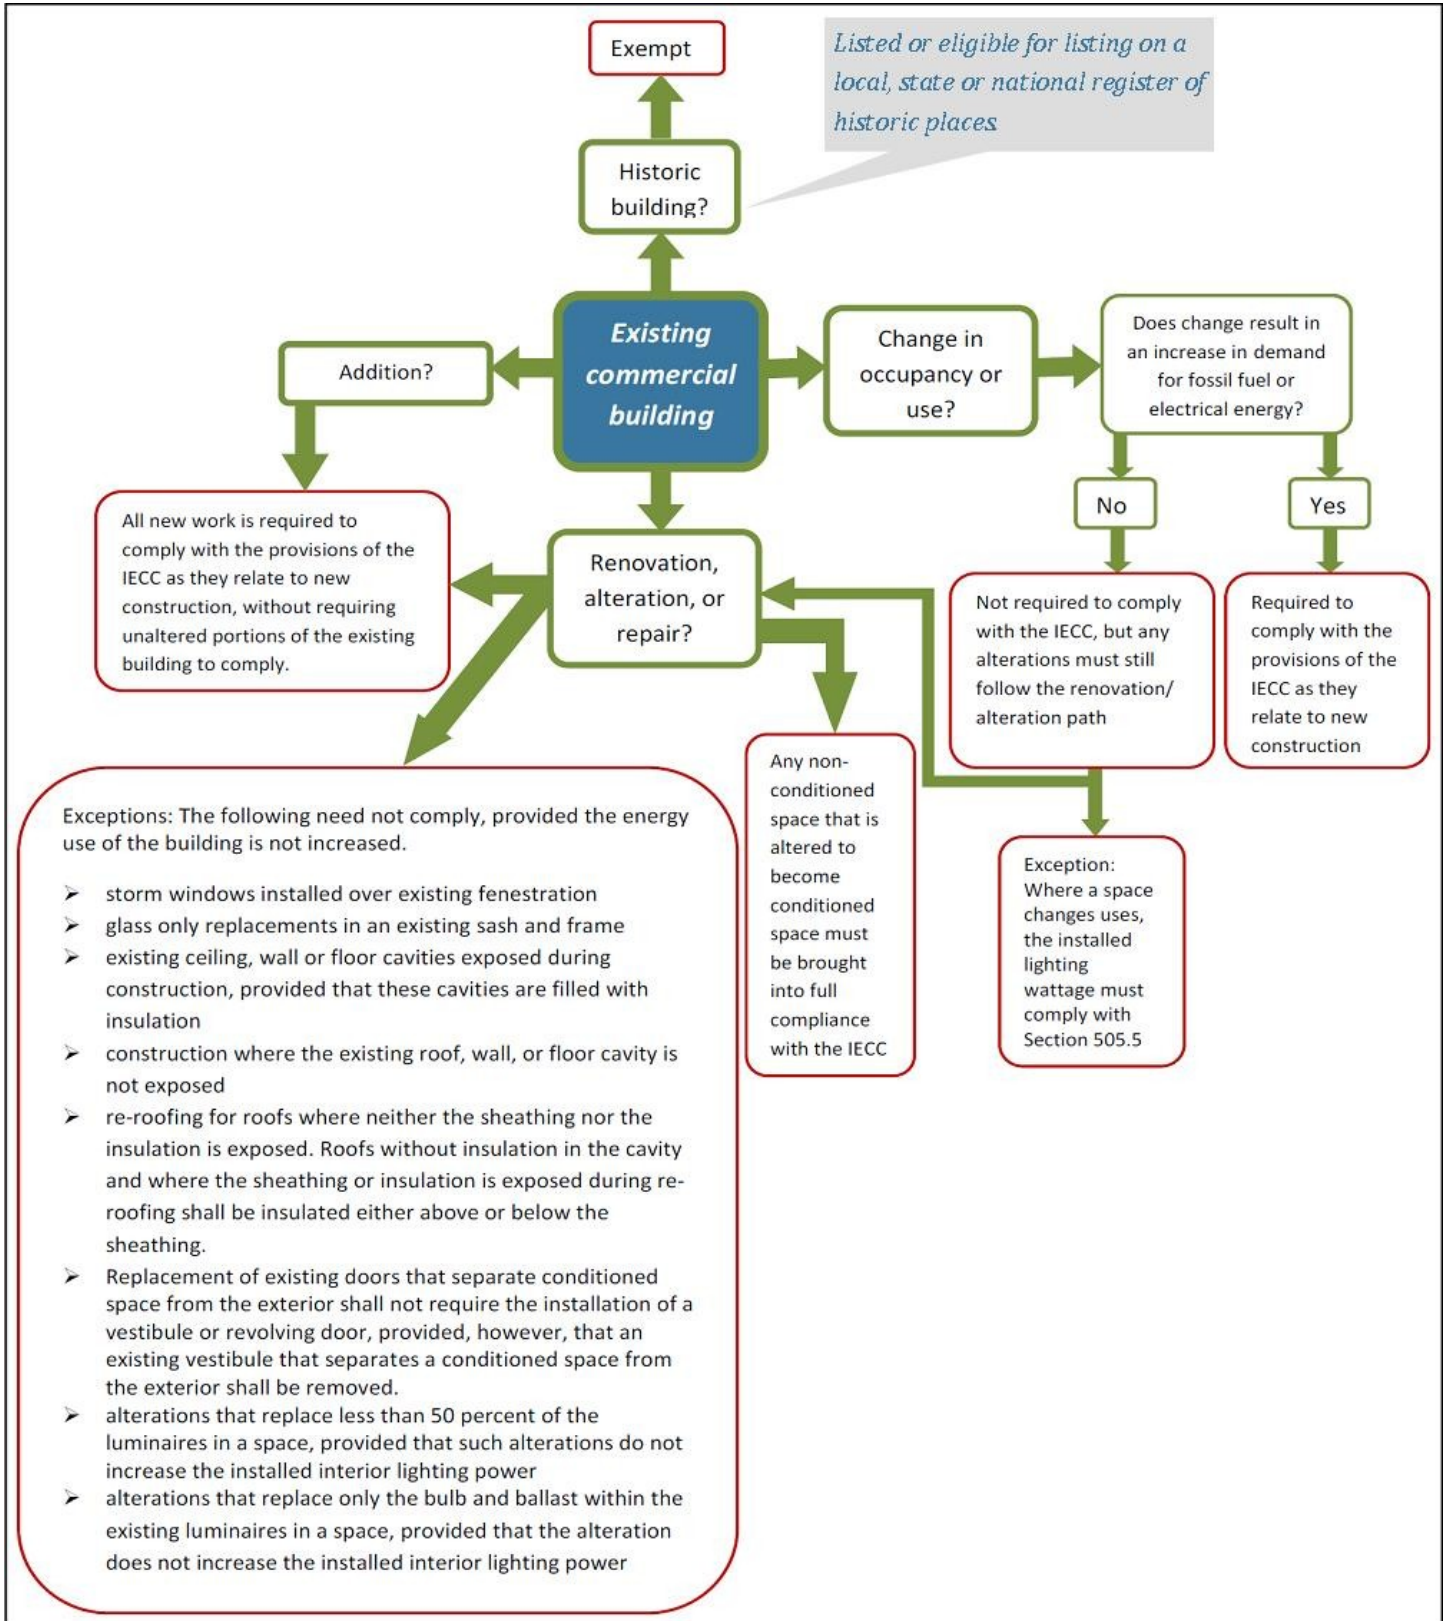 Exempt
Listed or eligible for listing on a
local, state or national register of
historic places.
Historic
building?
Existing
commercial
building
Addition?
Change in
occupancy or
use?
Does change result in
an increase in demand
for fossil fuel or
electrical energy?
No
Yes
All new work is required to
comply with the provisions of the
IECC as they relate to new
construction, without requiring
unaltered portions of the existing
building to comply.
Renovation,
alteration, or
repair?
Not required to comply
with the IECC, but any
alterations must still
follow the renovation/
alteration path
Required to
comply with the
provisions of the
IECC as they
relate to new
construction
Any non-
conditioned
space that is
altered to
become
conditioned
space must
be brought
into full
compliance
with the IECC
Exception:
Where a space
changes uses,
the installed
lighting
wattage must
comply with
Section 505.5
Exceptions: The following need not comply, provided the energy
use of the building is not increased.
➢ storm windows installed over existing fenestration
➢ glass only replacements in an existing sash and frame
➢ existing ceiling, wall or floor cavities exposed during
construction, provided that these cavities are filled with
insulation
➢ construction where the existing roof, wall, or floor cavity is
not exposed
➢ re-roofing for roofs where neither the sheathing nor the
insulation is exposed. Roofs without insulation in the cavity
and where the sheathing or insulation is exposed during re-
roofing shall be insulated either above or below the
sheathing.
➢ Replacement of existing doors that separate conditioned
space from the exterior shall not require the installation of a
vestibule or revolving door, provided, however, that an
existing vestibule that separates a conditioned space from
the exterior shall be removed.
➢ alterations that replace less than 50 percent of the
luminaires in a space, provided that such alterations do not
increase the installed interior lighting power
➢ alterations that replace only the bulb and ballast within the
existing luminaires in a space, provided that the alteration
does not increase the installed interior lighting power